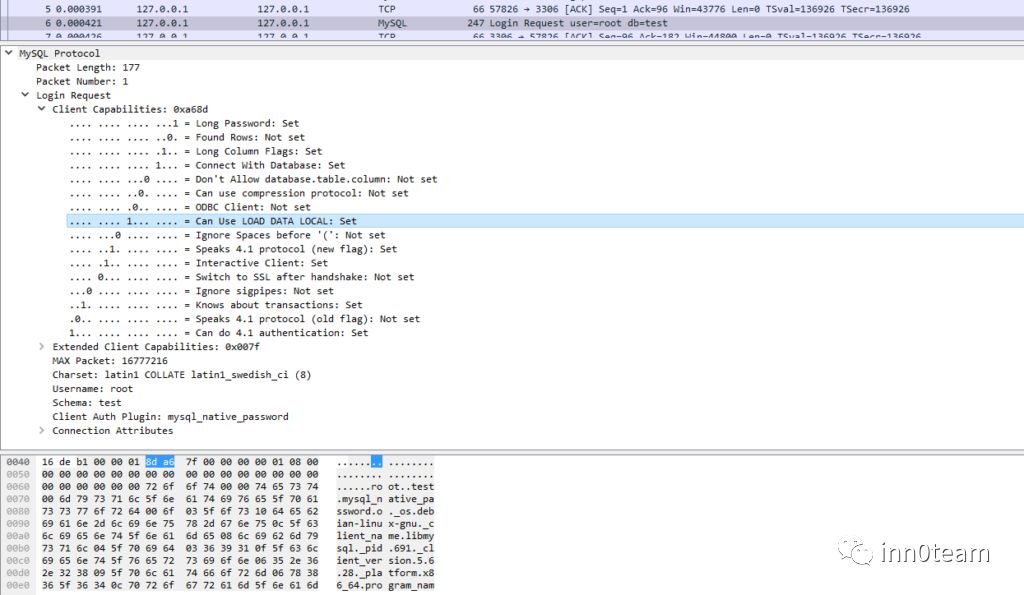 5 0.000391 127.0.0.1 127.0.0.1 TCP 66 57826 → 3306 [ACK] Seq=1 Ack=96 Win=43776 Len=0 TSval=136926 TSecr=136926
6 0.000421 127.0.0.1 127.0.0.1 MySQL 247 Login Request user=root db=test
7 0.000426 127.0.0.1 127.0.0.1 TCP 66 3306 → 57826 [ACK] Seq=96 Ack=182 Win=44800 Len=0 TSval=136926 TSecr=136926
MySQL Protocol
Packet Length: 177
Packet Number: 1
Login Request
Client Capabilities: 0xa68d
.... .... .... ...1 = Long Password: Set
.... .... .... ..0. = Found Rows: Not set
.... .... .... .1.. = Long Column Flags: Set
.... .... .... 1... = Connect With Database: Set
.... .... ...0 .... = Don't Allow database.table.column: Not set
.... .... ..0. .... = Can use compression protocol: Not set
.... .... .0.. .... = ODBC Client: Not set
.... .... 1... .... = Can Use LOAD DATA LOCAL: Set
.... ...0 .... .... = Ignore Spaces before '(': Not set
.... ..1. .... .... = Speaks 4.1 protocol (new flag): Set
.... .1.. .... .... = Interactive Client: Set
.... 0... .... .... = Switch to SSL after handshake: Not set
...0 .... .... .... = Ignore sigpipes: Not set
..1. .... .... .... = Knows about transactions: Set
.0.. .... .... .... = Speaks 4.1 protocol (old flag): Not set
1... .... .... .... = Can do 4.1 authentication: Set
Extended Client Capabilities: 0x007f
MAX Packet: 16777216
Charset: latin1 COLLATE latin1_swedish_ci (8)
Username: root
Schema: test
Client Auth Plugin: mysql_native_password
Connection Attributes
0040 16 de b1 00 00 01 8d a6 7f 00 00 00 00 01 08 00 ........ ........
0050 00 00 00 00 00 00 00 00 00 00 00 00 00 00 00 00 ........ ........
0060 00 00 00 00 00 00 72 6f 6f 74 00 00 74 65 73 74 ......ro ot..test
0070 00 6d 79 73 71 6c 5f 6e 61 74 69 76 65 5f 70 61 .mysql_n ative_pa
0080 73 73 77 6f 72 64 00 6f 03 5f 6f 73 10 64 65 62 ssword.o ._os.deb
0090 69 61 6e 2d 6c 69 6e 75 78 2d 67 6e 75 0c 5f 63 ian-linu x-gnu._c
00a0 6c 69 65 6e 74 5f 6e 61 6d 65 08 6c 69 62 6d 79 lient_na me.libmy
00b0 73 71 6c 04 5f 70 69 64 03 36 39 31 0f 5f 63 6c sql._pid .691._cl
00c0 69 65 6e 74 5f 76 65 72 73 69 6f 6e 06 35 2e 36 ient_ver sion.5.6
00d0 2e 32 38 09 5f 70 6c 61 74 66 6f 72 6d 06 78 38 .28._pla tform.x8
00e0 36 5f 36 34 0c 70 72 6f 67 72 61 6d 5f 6e 61 6d 6_64.pro gram_nam
inn0team